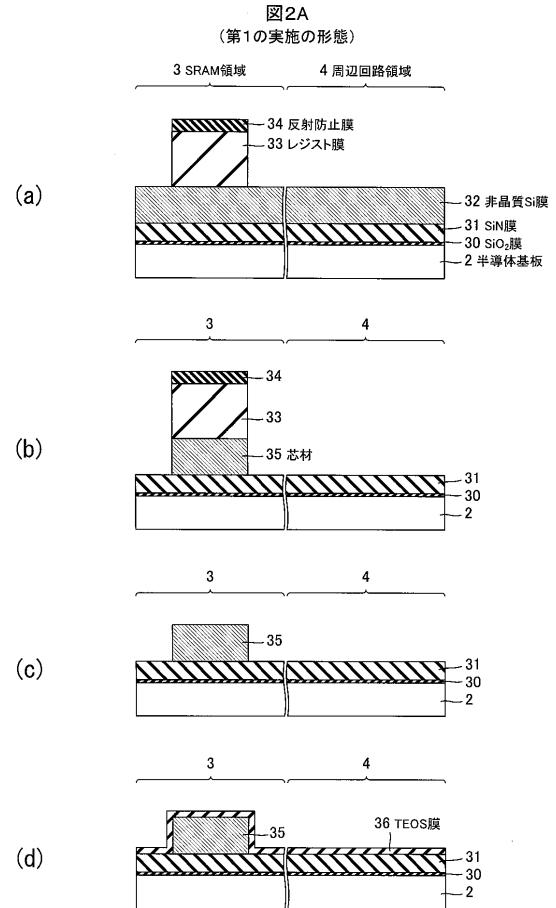 図2A
(第1の実施の形態)
3 SRAM領域 4 周辺回路領域
34 反射防止膜
33 レジスト膜
(a)
32 非晶質Si膜
31 SiN膜
30 SiO₂膜
2 半導体基板
3 4
34
33
(b)
35 芯材
31
30
2
3 4
35
(c)
31
30
2
3 4
35
36 TEOS膜
(d)
31
30
2